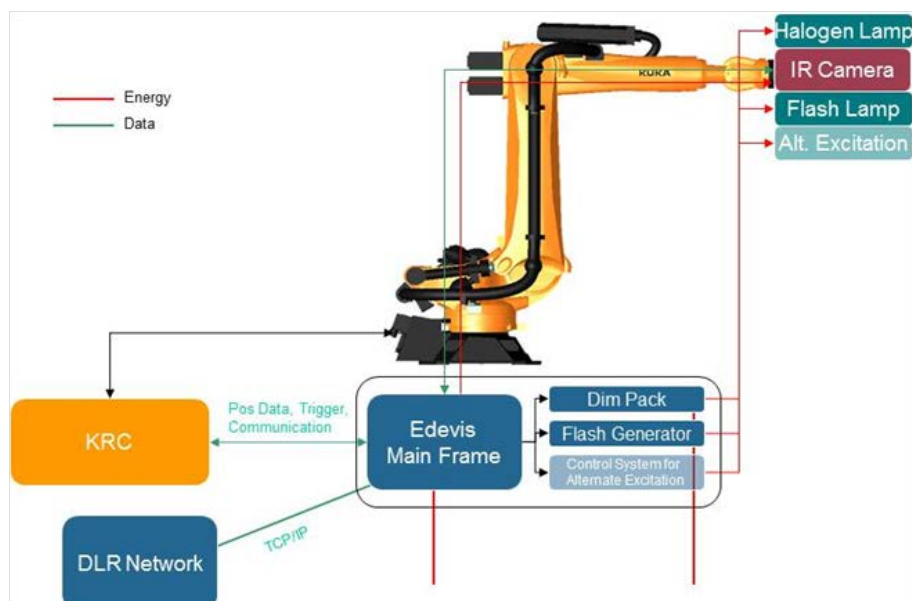 Halogen Lamp
IR Camera
Flash Lamp
Alt. Excitation
Energy
Data
KUKA
KRC
Pos Data, Trigger,
Communication
Edevis
Main Frame
Dim Pack
Flash Generator
Control System for
Alternate Excitation
TCP/IP
DLR Network